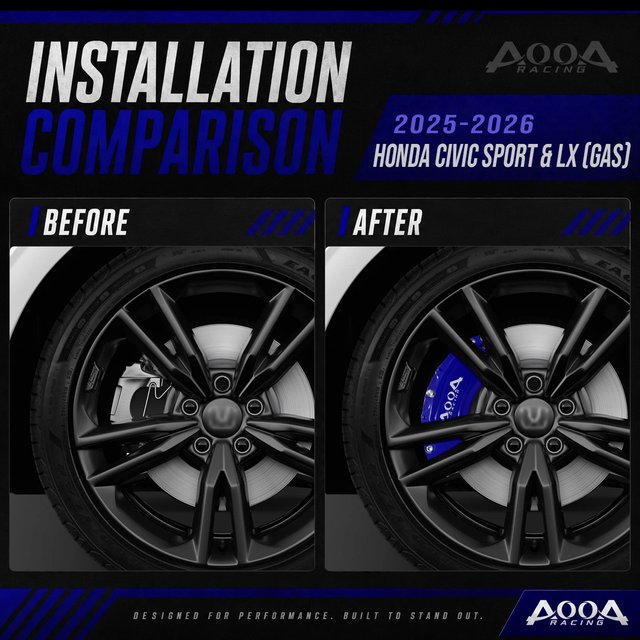 INSTALLATION
COMPARISON
AOOA
RACING
2025-2026
HONDA CIVIC SPORT & LX (GAS)
BEFORE
AFTER
AOOA
DESIGNED FOR PERFORMANCE. BUILT TO STAND OUT.
AOOA
RACING